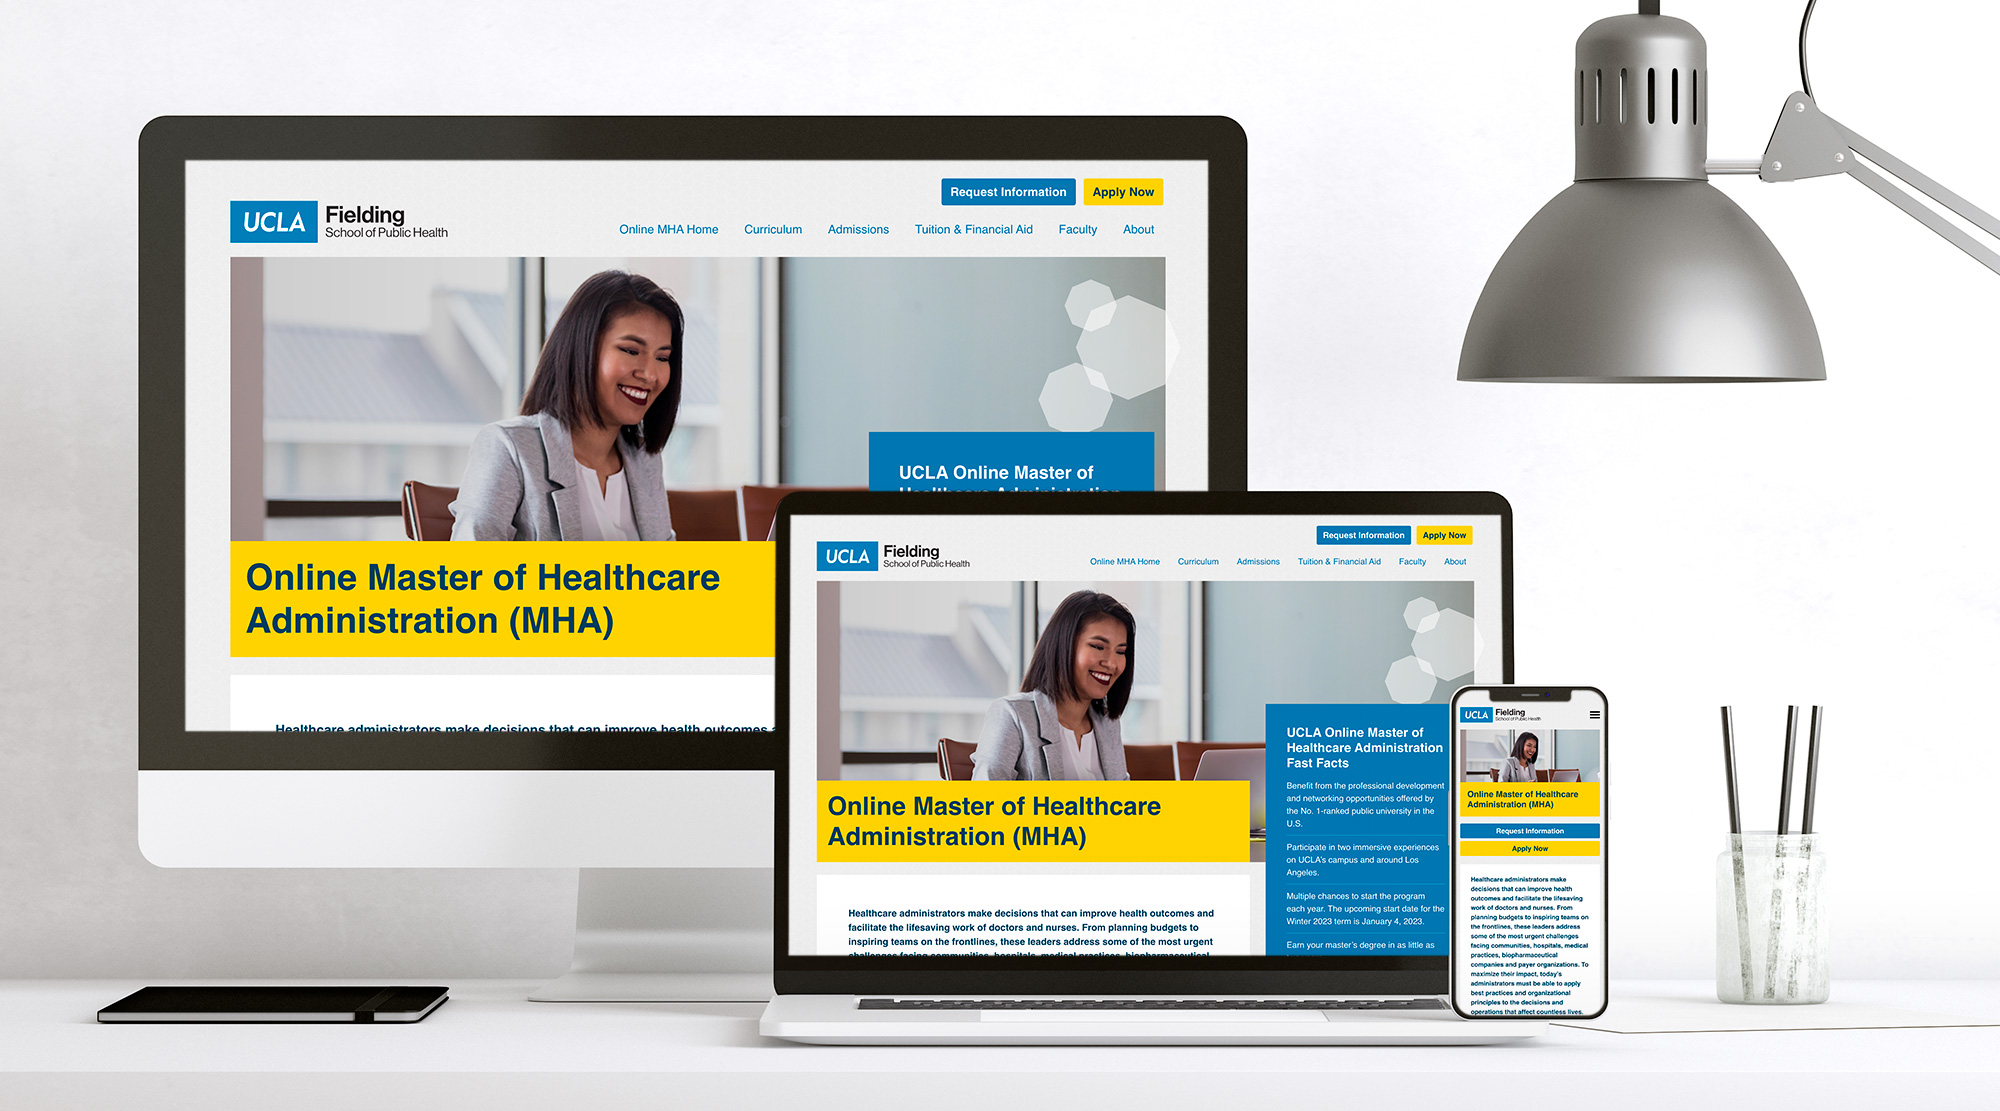 Request Information
Apply Now
UCLA
Fielding
School of Public Health
Online MHA Home
Curriculum
Admissions
Tuition & Financial Aid
Faculty
About
UCLA Online Master of
Healthcare Administration
Online Master of Healthcare
Administration (MHA)
Healthcare administrators make decisions that can improve health outcomes
Request Information
Apply Now
UCLA
Fielding
School of Public Health
Online MHA Home
Curriculum
Admissions
Tuition & Financial Aid
Faculty
About
UCLA Online Master of
Healthcare Administration
Fast Facts
Benefit from the professional development
and networking opportunities offered by
the No. 1-ranked public university in the
U.S.
Participate in two immersive experiences
on UCLA's campus and around Los
Angeles.
Multiple chances to start the program
each year. The upcoming start date for the
Winter 2023 term is January 4, 2023.
Earn your master's degree in as little as
Online Master of Healthcare
Administration (MHA)
Healthcare administrators make decisions that can improve health outcomes and
facilitate the lifesaving work of doctors and nurses. From planning budgets to
inspiring teams on the frontlines, these leaders address some of the most urgent
challenges facing communities, hospitals, medical practices, biopharmaceutical
UCLA
Fielding
School of Public Health
Online Master of Healthcare
Administration (MHA)
Request Information
Apply Now
Healthcare administrators make
decisions that can improve health
outcomes and facilitate the lifesaving
work of doctors and nurses. From
planning budgets to inspiring teams on
the frontlines, these leaders address
some of the most urgent challenges
facing communities, hospitals, medical
practices, biopharmaceutical
companies and payer organizations. To
maximize their impact, today's
administrators must be able to apply
best practices and organizational
principles to the decisions and
operations that affect countless lives.